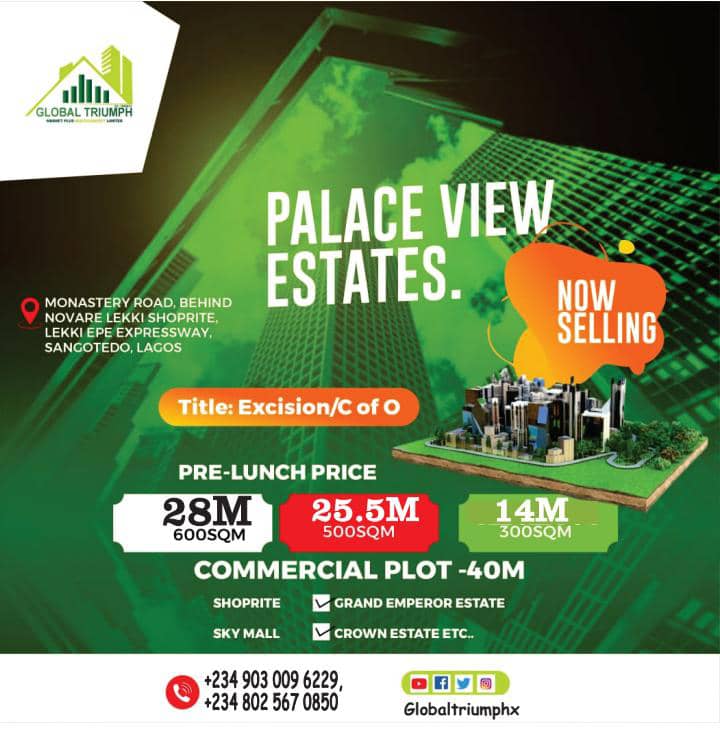 GLOBAL TRIUMPH
PALACE VIEW
ESTATES.
MONASTERY ROAD, BEHIND
NOVARE LEKKI SHOPRITE,
LEKKI EPE EXPRESSWAY,
SANGOTEDO, LAGOS
NOW
SELLING
Title: Excision/C of O
PRE-LUNCH PRICE
28M
600SQM
25.5M
500SQM
14M
300SQM
COMMERCIAL PLOT -40M
SHOPRITE GRAND EMPEROR ESTATE
SKY MALL CROWN ESTATE ETC..
+234 903 009 6229,
+234 802 567 0850
Globaltriumphx